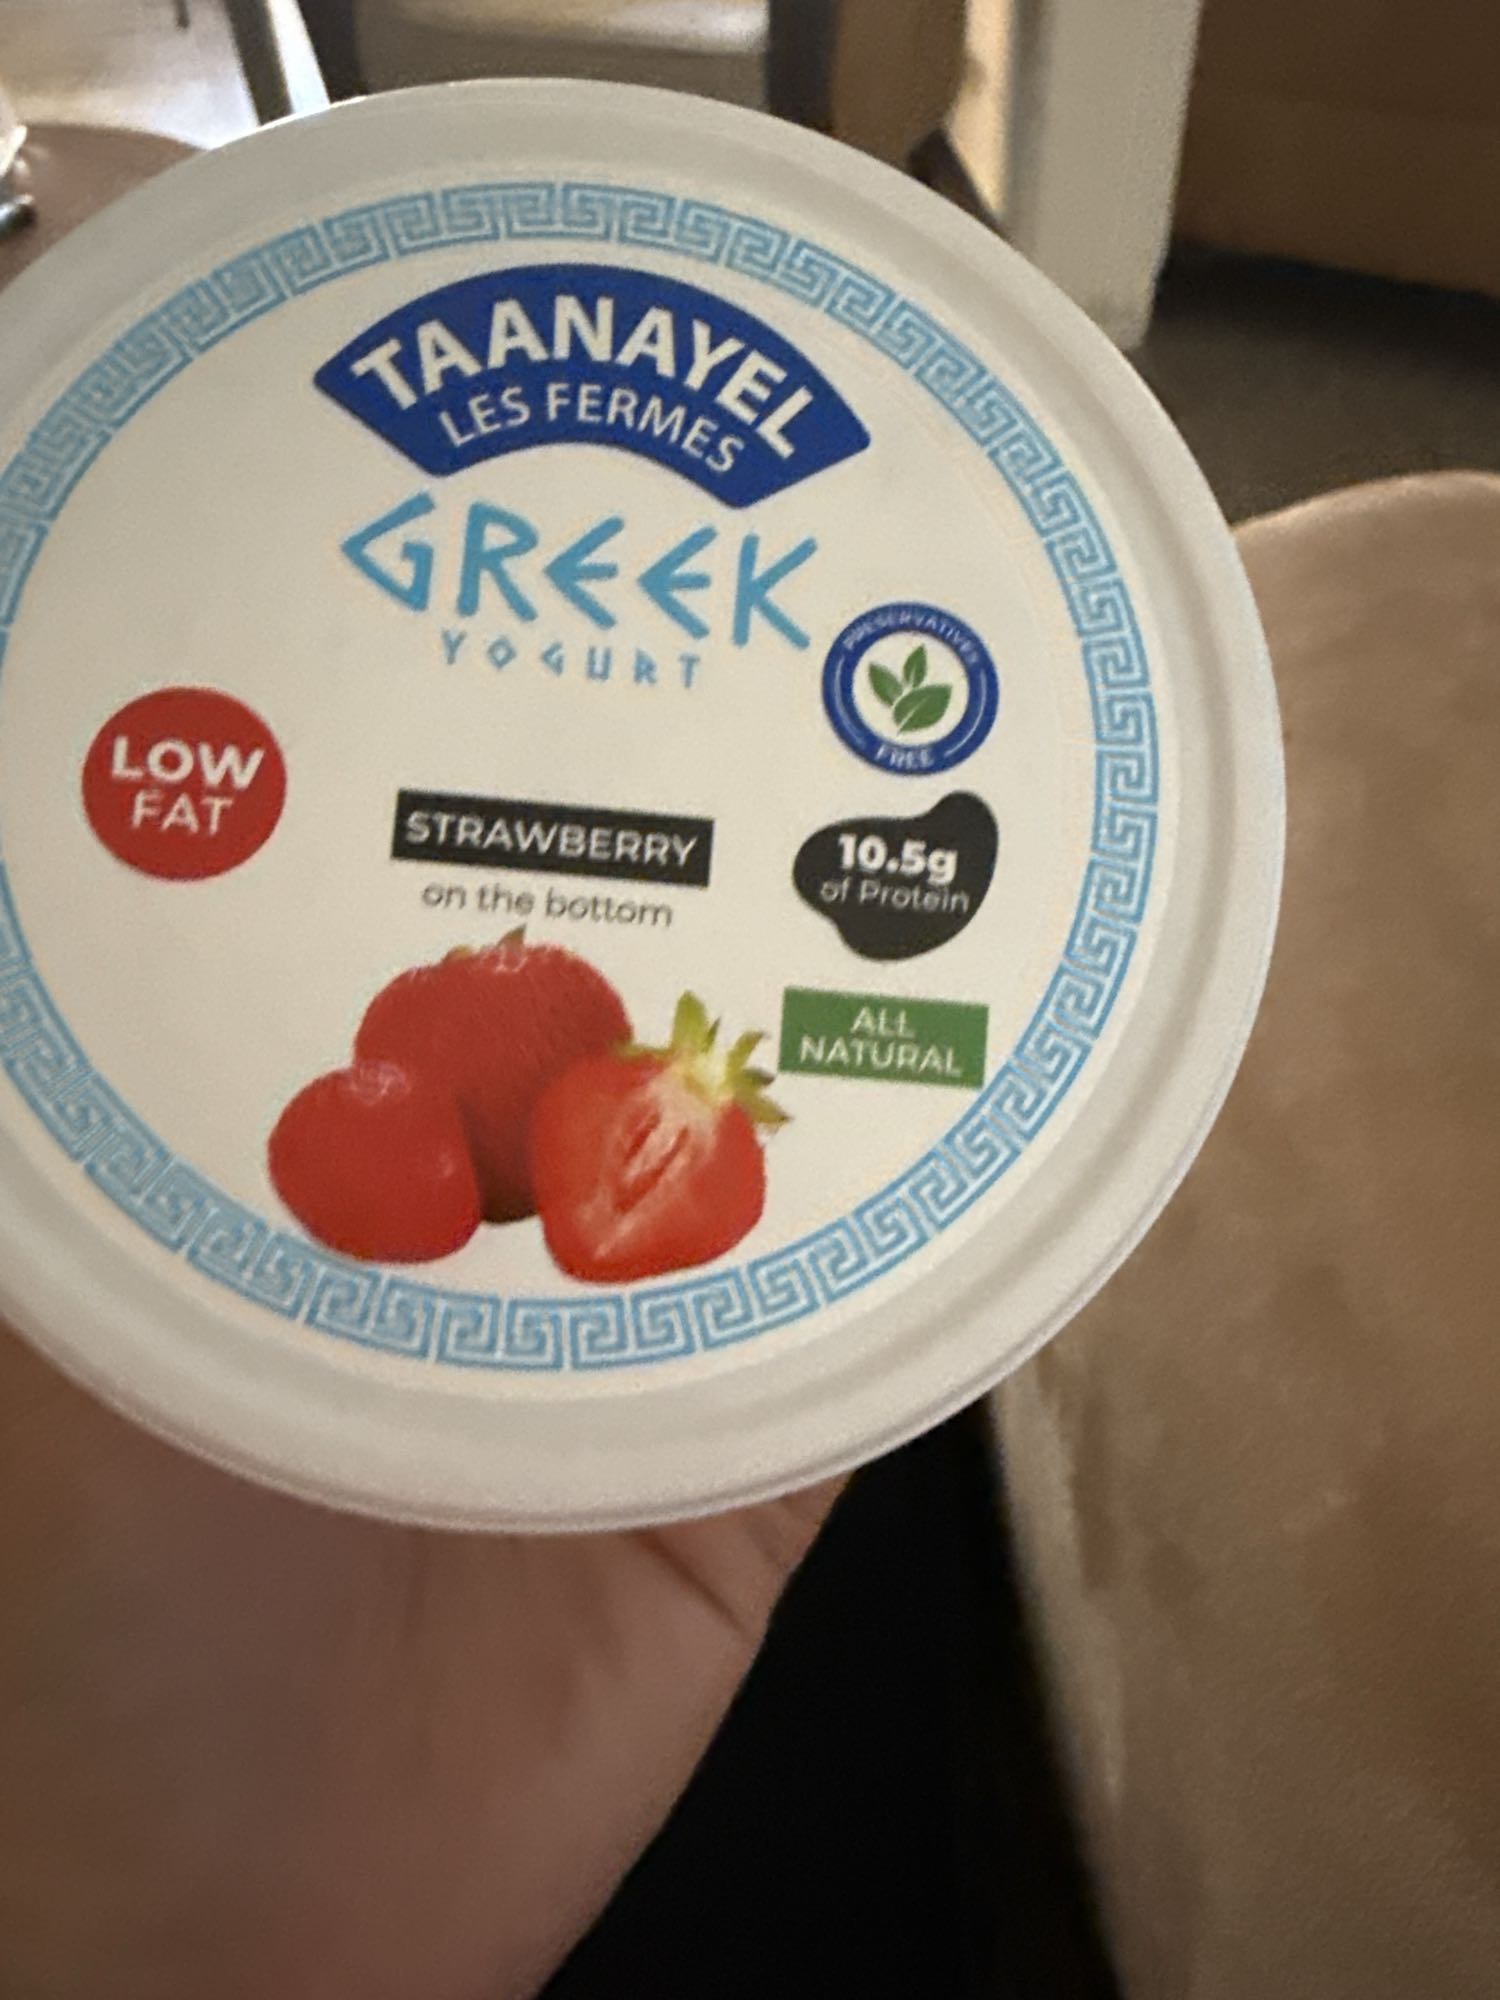 TAANAYEL
LES FERMES
GREEK
YOGURT
PRESERVATIVES
FREE
LOW
FAT
STRAWBERRY
on the bottom
10.5g
of Protein
ALL
NATURAL